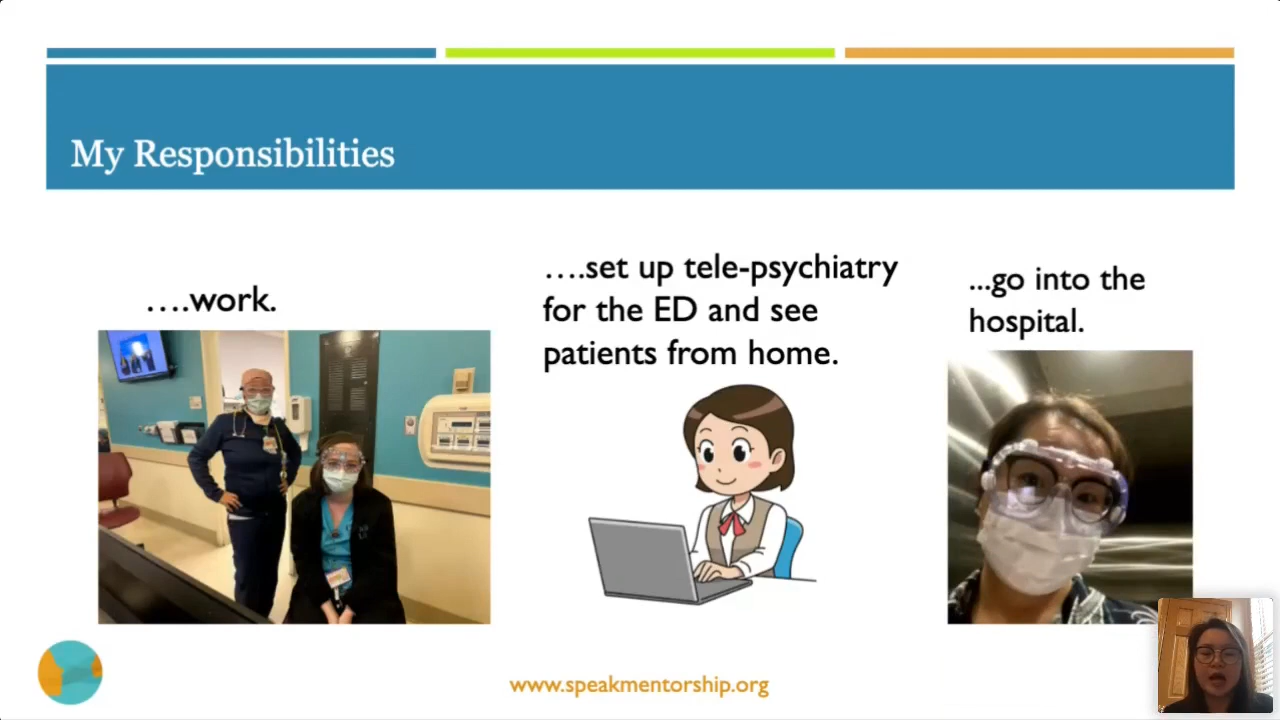 My Responsibilities
….work.
….set up tele-psychiatry
for the ED and see
patients from home.
...go into the
hospital.
www.speakmentorship.org